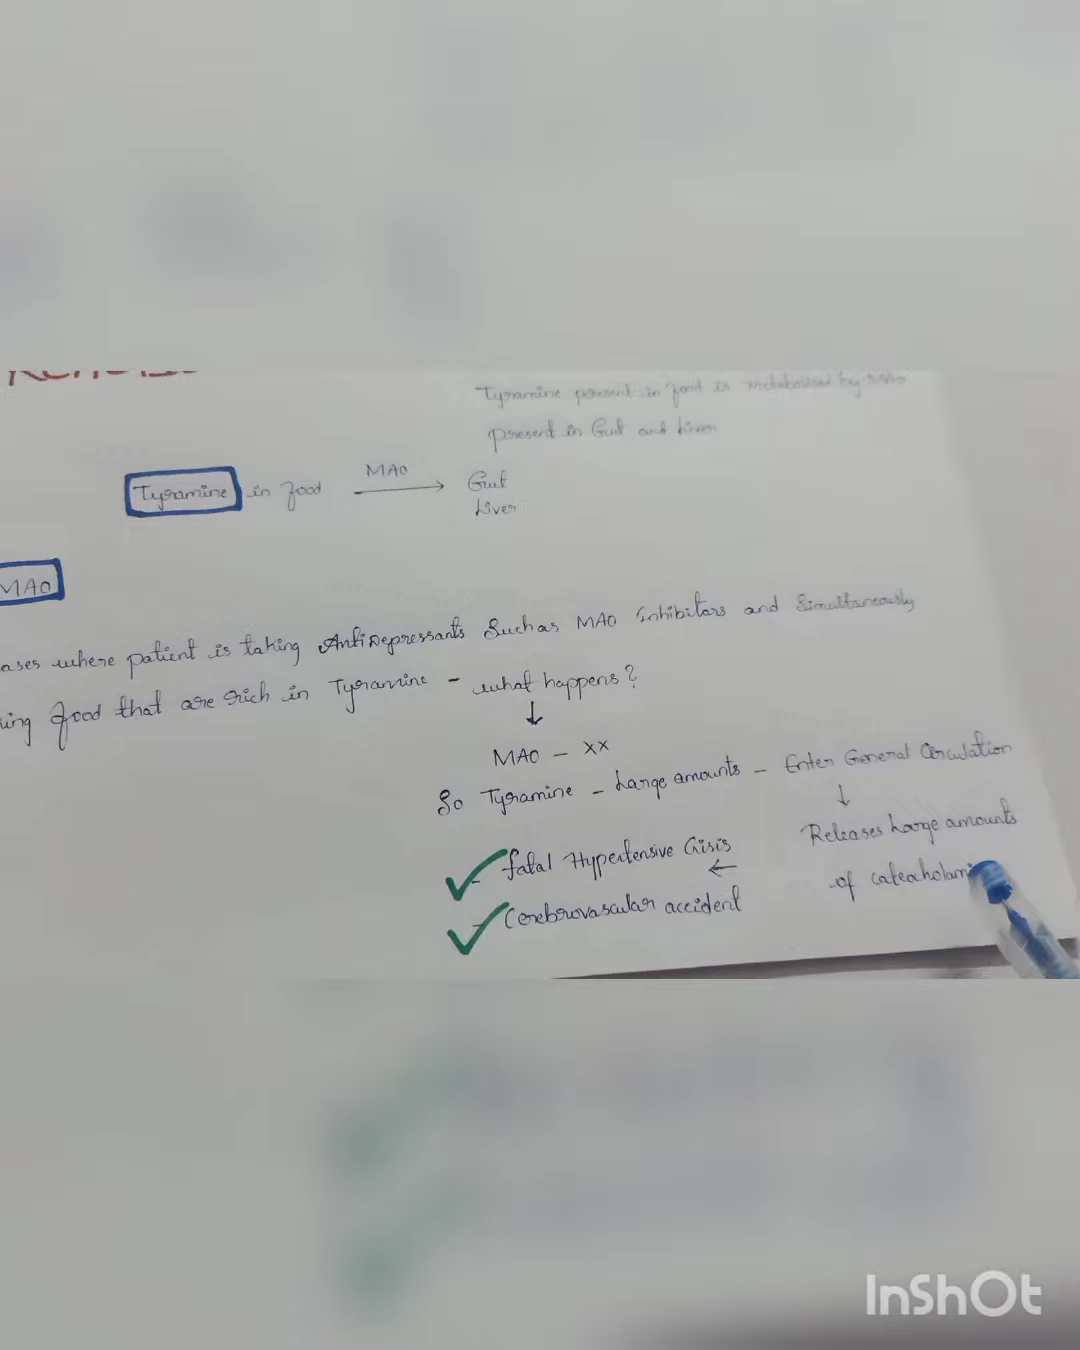 Tyramine present in food is metabolised by MAO
present in Gut and Liver
Tyramine in food MAO → Gut
Liver
MAO
ases where patient is taking AntiDepressants Such as MAO Inhibitors and Simultaneously
ing food that are rich in Tyramine - what happens?
↓
MAO - XX
So Tyramine - Large amounts - Enter General Circulation
↓
Releases Large amounts
of cateaholami
← - fatal Hypertensive Crisis
- Cerebrovascular accident
InShOt